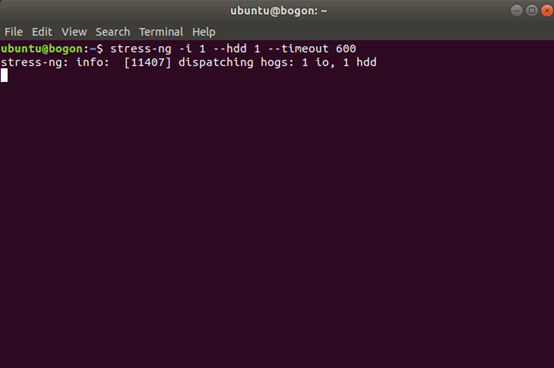 ubuntu@bogon: ~
File Edit View Search Terminal Help
ubuntu@bogon:~$ stress-ng -i 1 --hdd 1 --timeout 600
stress-ng: info:  [11407] dispatching hogs: 1 io, 1 hdd